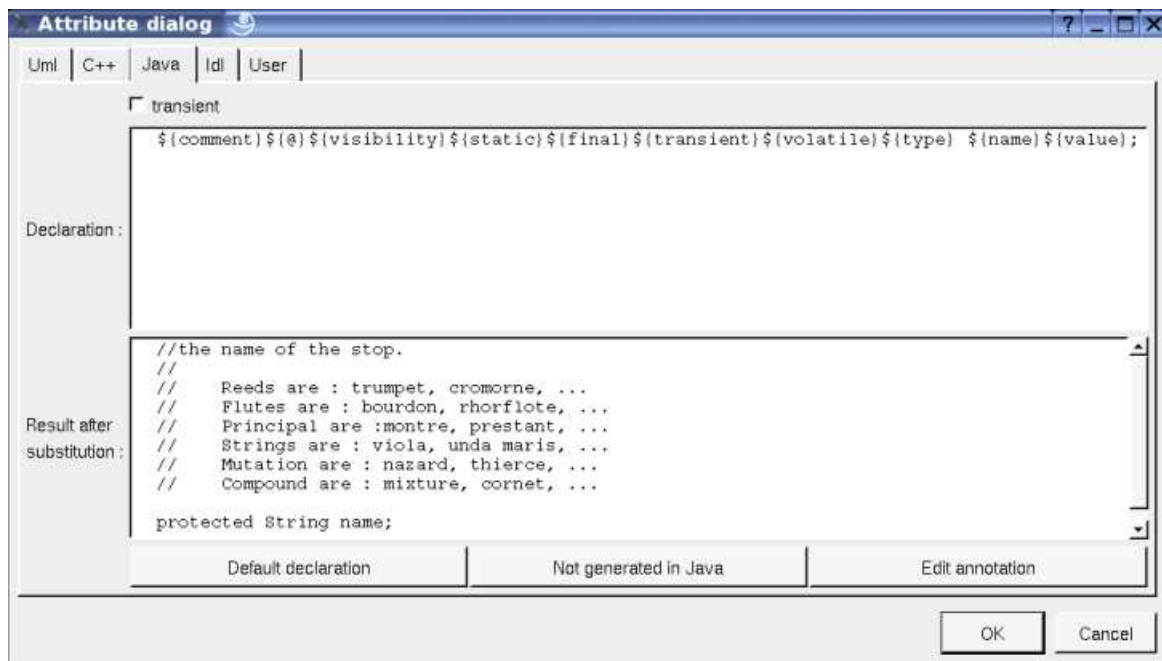 Attribute dialog
Uml C++ Java Idl User
transient
Declaration :
${comment}${@}${visibility}${static}${final}${transient}${volatile}${type} ${name}${value};
Result after
substitution :
//the name of the stop.
//
// Reeds are : trumpet, cromorne, ...
// Flutes are : bourdon, rhorflote, ...
// Principal are :montre, prestant, ...
// Strings are : viola, unda maris, ...
// Mutation are : nazard, thierce, ...
// Compound are : mixture, cornet, ...
protected String name;
Default declaration Not generated in Java Edit annotation
OK Cancel